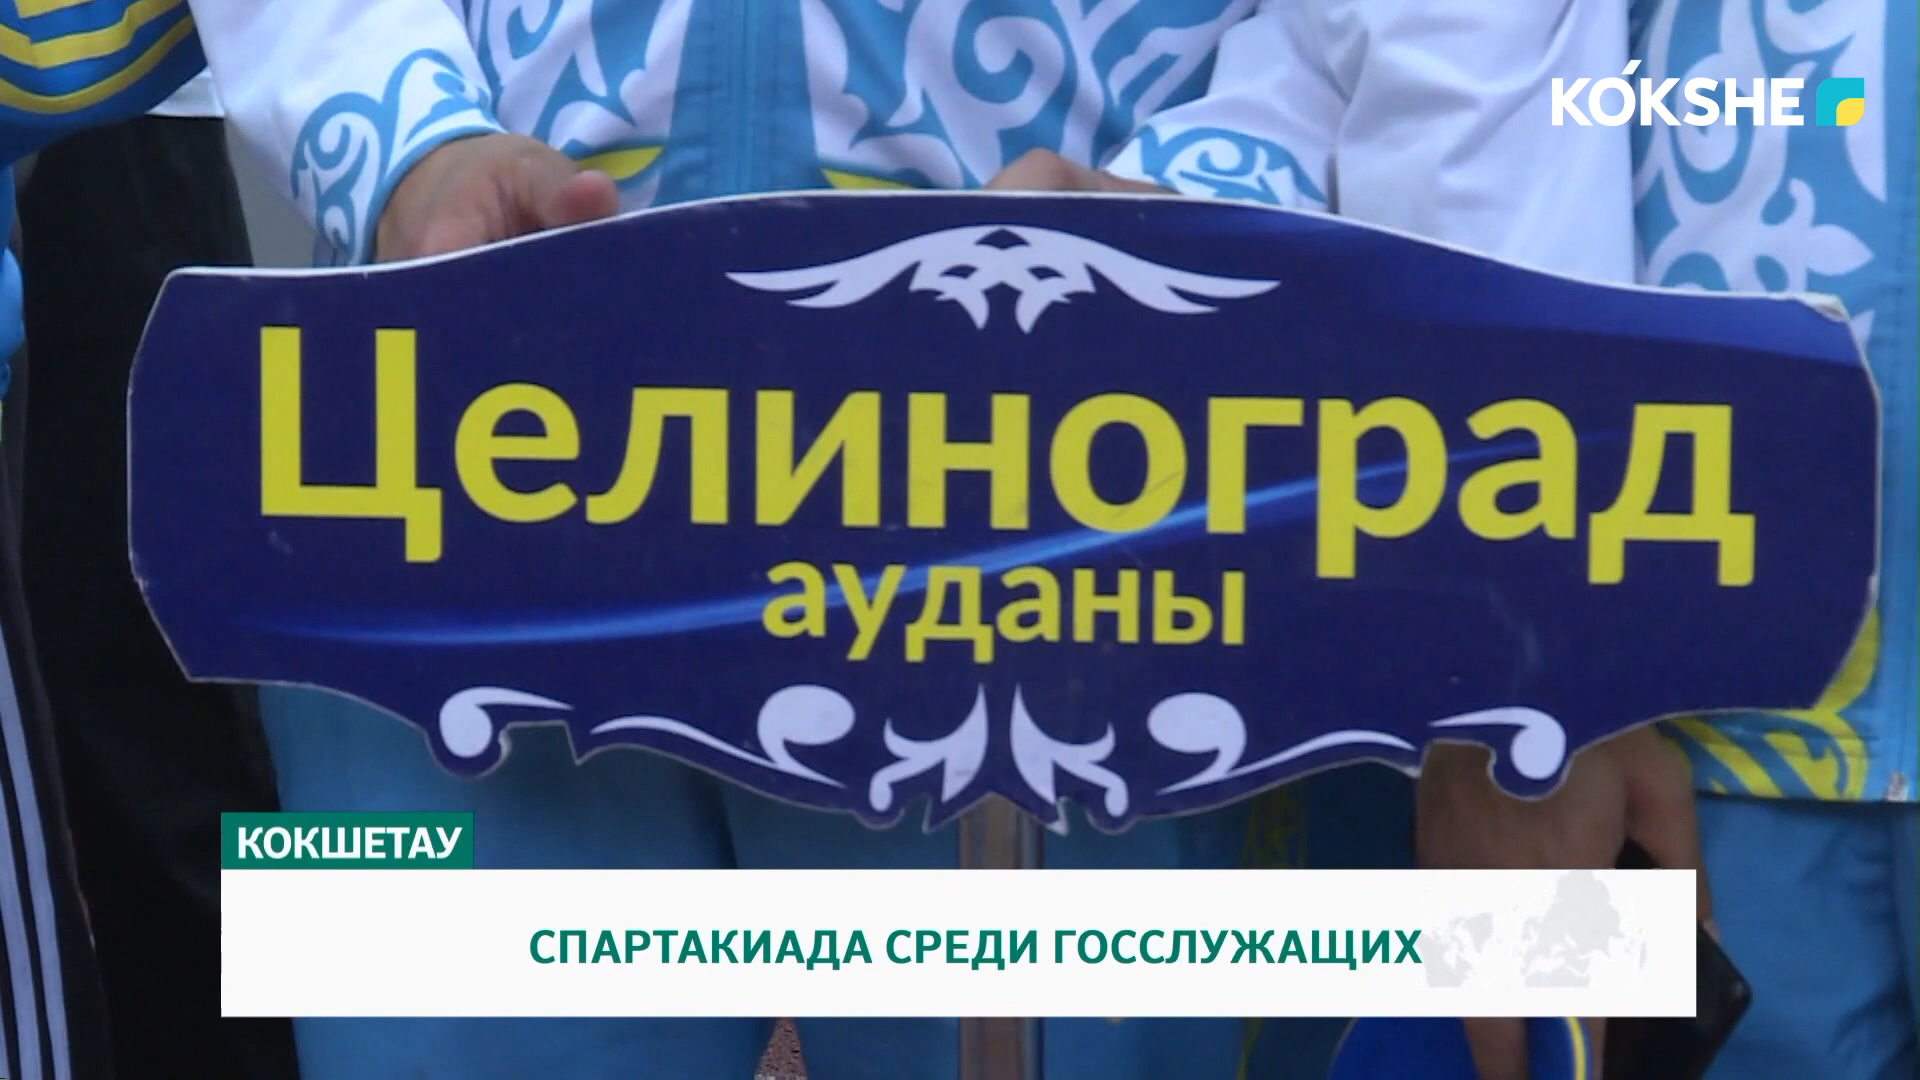 KÓKSHE
Целиноград
ауданы
КОКШЕТАУ
СПАРТАКИАДА СРЕДИ ГОССЛУЖАЩИХ